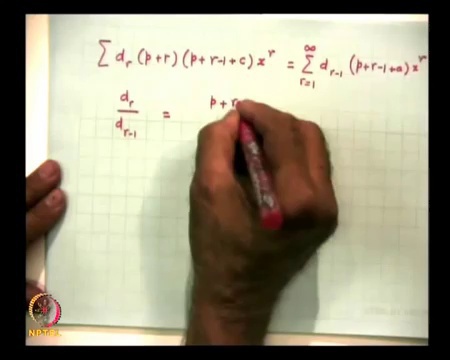 ∑ d_r (p+r) (p+r-1+c) x^r = ∑_{r=1}^{∞} d_{r-1} (p+r-1+a) x^r
d_r / d_{r-1} = p + r
NPTEL